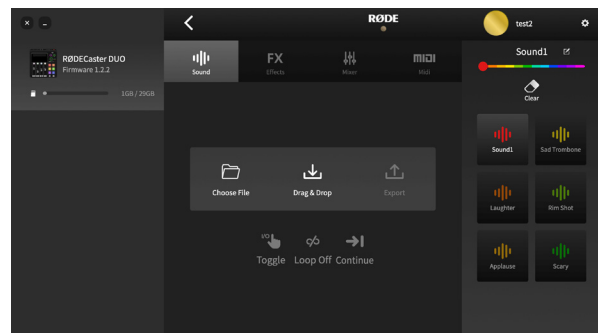 RØDECaster DUO
Firmware 1.2.2
1GB / 29GB
RØDE
Sound
FX
Effects
Mixer
miDI
Midi
Choose File
Drag & Drop
Export
I/O
Toggle
Loop Off
Continue
test2
Sound1
Clear
Sound1
Sad Trombone
Laughter
Rim Shot
Applause
Scary